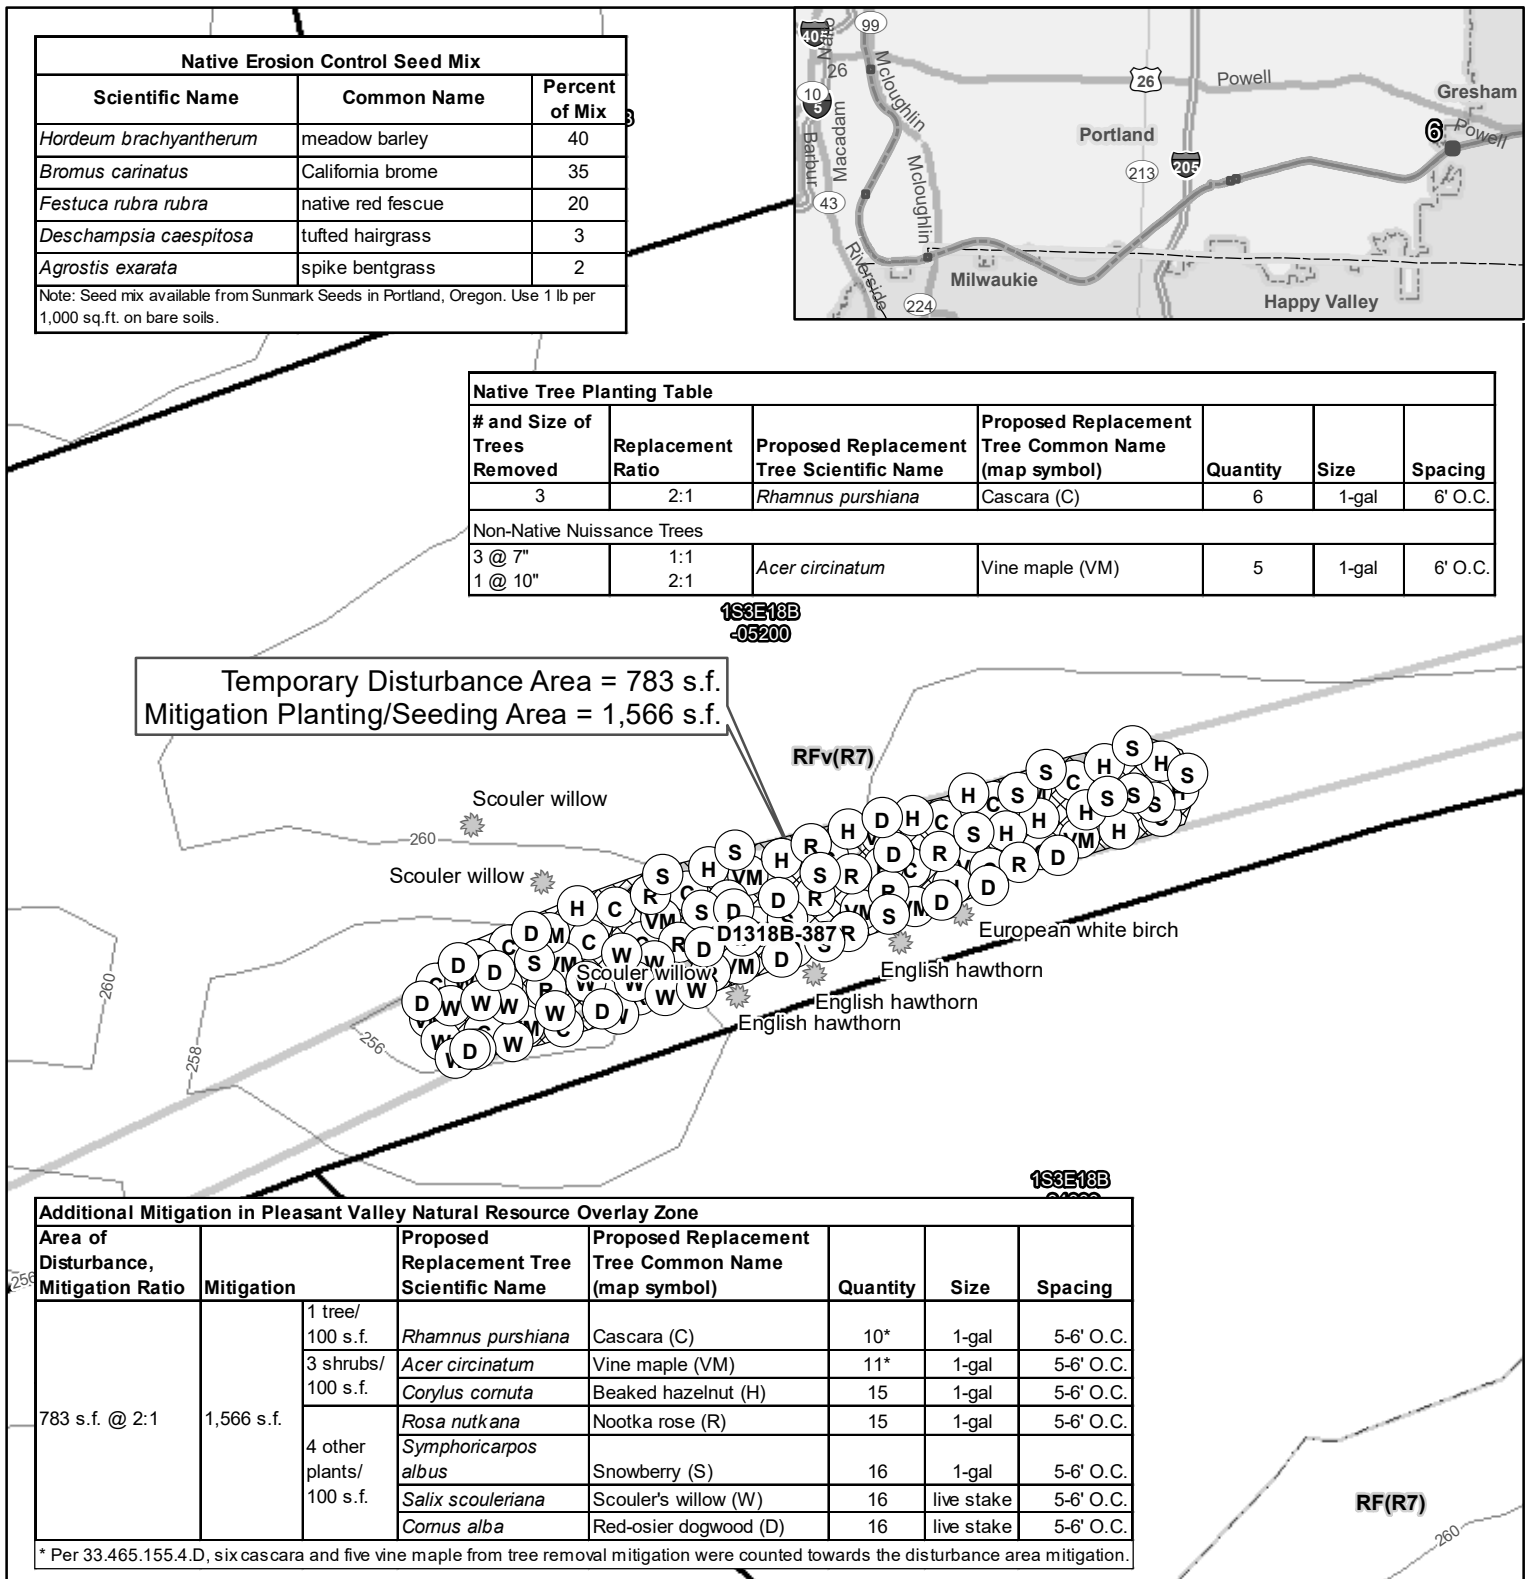 Native Erosion Control Seed Mix
Scientific Name Common Name Percent of Mix
Hordeum brachyantherum meadow barley 40
Bromus carinatus California brome 35
Festuca rubra rubra native red fescue 20
Deschampsia caespitosa tufted hairgrass 3
Agrostis exarata spike bentgrass 2
Note: Seed mix available from Sunmark Seeds in Portland, Oregon. Use 1 lb per
1,000 sq.ft. on bare soils.
405
99
26
10
5
Barbur
Macadam
Mcloughlin
Mcloughlin
43
Riverside
224
Milwaukie
Portland
26
Powell
213
205
Happy Valley
Gresham
6
Powell
Native Tree Planting Table
# and Size of Trees Removed Replacement Ratio Proposed Replacement Tree Scientific Name Proposed Replacement Tree Common Name (map symbol) Quantity Size Spacing
3 2:1 Rhamnus purshiana Cascara (C) 6 1-gal 6' O.C.
Non-Native Nuissance Trees
3 @ 7" 1:1
1 @ 10" 2:1
Acer circinatum Vine maple (VM) 5 1-gal 6' O.C.
1S3E18B
-05200
Temporary Disturbance Area = 783 s.f.
Mitigation Planting/Seeding Area = 1,566 s.f.
RFv(R7)
Scouler willow
260
Scouler willow
D1318B-387
Scouler willow
European white birch
English hawthorn
English hawthorn
English hawthorn
260
258
256
1S3E18B
Additional Mitigation in Pleasant Valley Natural Resource Overlay Zone
Area of Disturbance, Mitigation Ratio Mitigation Proposed Replacement Tree Scientific Name Proposed Replacement Tree Common Name (map symbol) Quantity Size Spacing
783 s.f. @ 2:1 1,566 s.f.
1 tree/ 100 s.f. Rhamnus purshiana Cascara (C) 10* 1-gal 5-6' O.C.
3 shrubs/ 100 s.f. Acer circinatum Vine maple (VM) 11* 1-gal 5-6' O.C.
Corylus cornuta Beaked hazelnut (H) 15 1-gal 5-6' O.C.
4 other plants/ 100 s.f. Rosa nutkana Nootka rose (R) 15 1-gal 5-6' O.C.
Symphoricarpos albus Snowberry (S) 16 1-gal 5-6' O.C.
Salix scouleriana Scouler's willow (W) 16 live stake 5-6' O.C.
Cornus alba Red-osier dogwood (D) 16 live stake 5-6' O.C.
* Per 33.465.155.4.D, six cascara and five vine maple from tree removal mitigation were counted towards the disturbance area mitigation.
256
RF(R7)
260